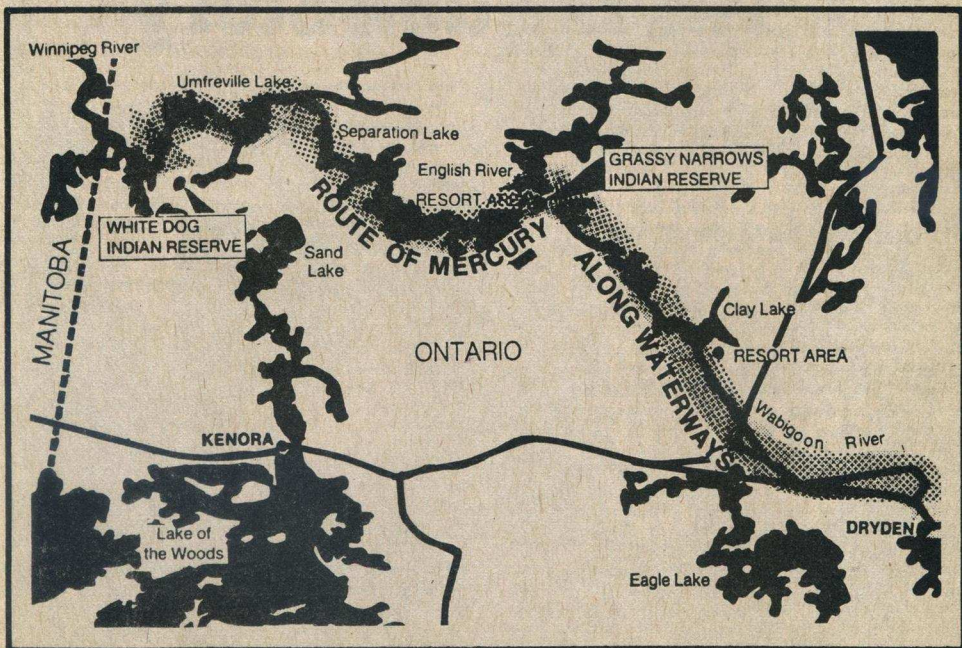 Winnipeg River
Umfreville Lake
Separation Lake
English River
RESORT AREA
GRASSY NARROWS
INDIAN RESERVE
WHITE DOG
INDIAN RESERVE
ROUTE OF MERCURY ALONG WATERWAYS
Sand
Lake
MANITOBA
ONTARIO
Clay Lake
RESORT AREA
Wabigoon River
KENORA
DRYDEN
Lake of
the Woods
Eagle Lake